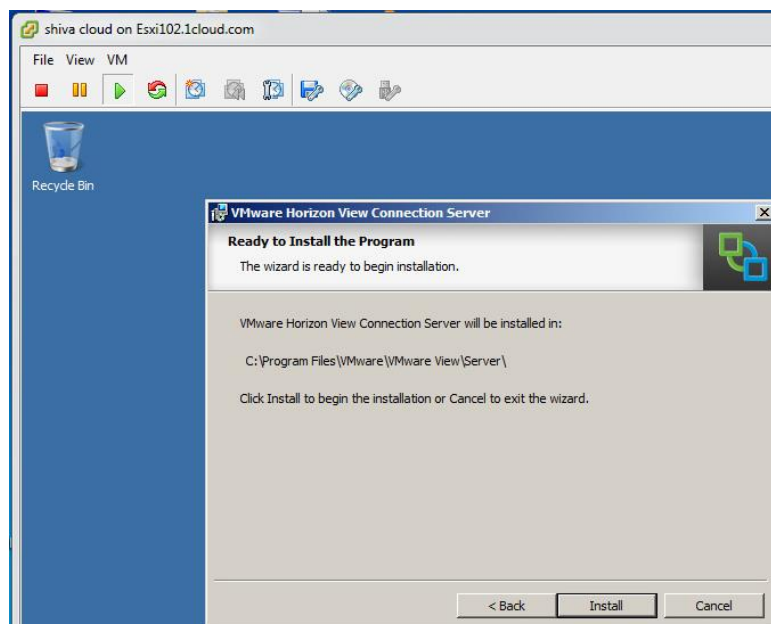 shiva cloud on Esxi102.1cloud.com
File View VM
Recycle Bin
VMware Horizon View Connection Server
Ready to Install the Program
The wizard is ready to begin installation.
VMware Horizon View Connection Server will be installed in:
C:\Program Files\VMware\VMware View\Server\
Click Install to begin the installation or Cancel to exit the wizard.
< Back Install Cancel